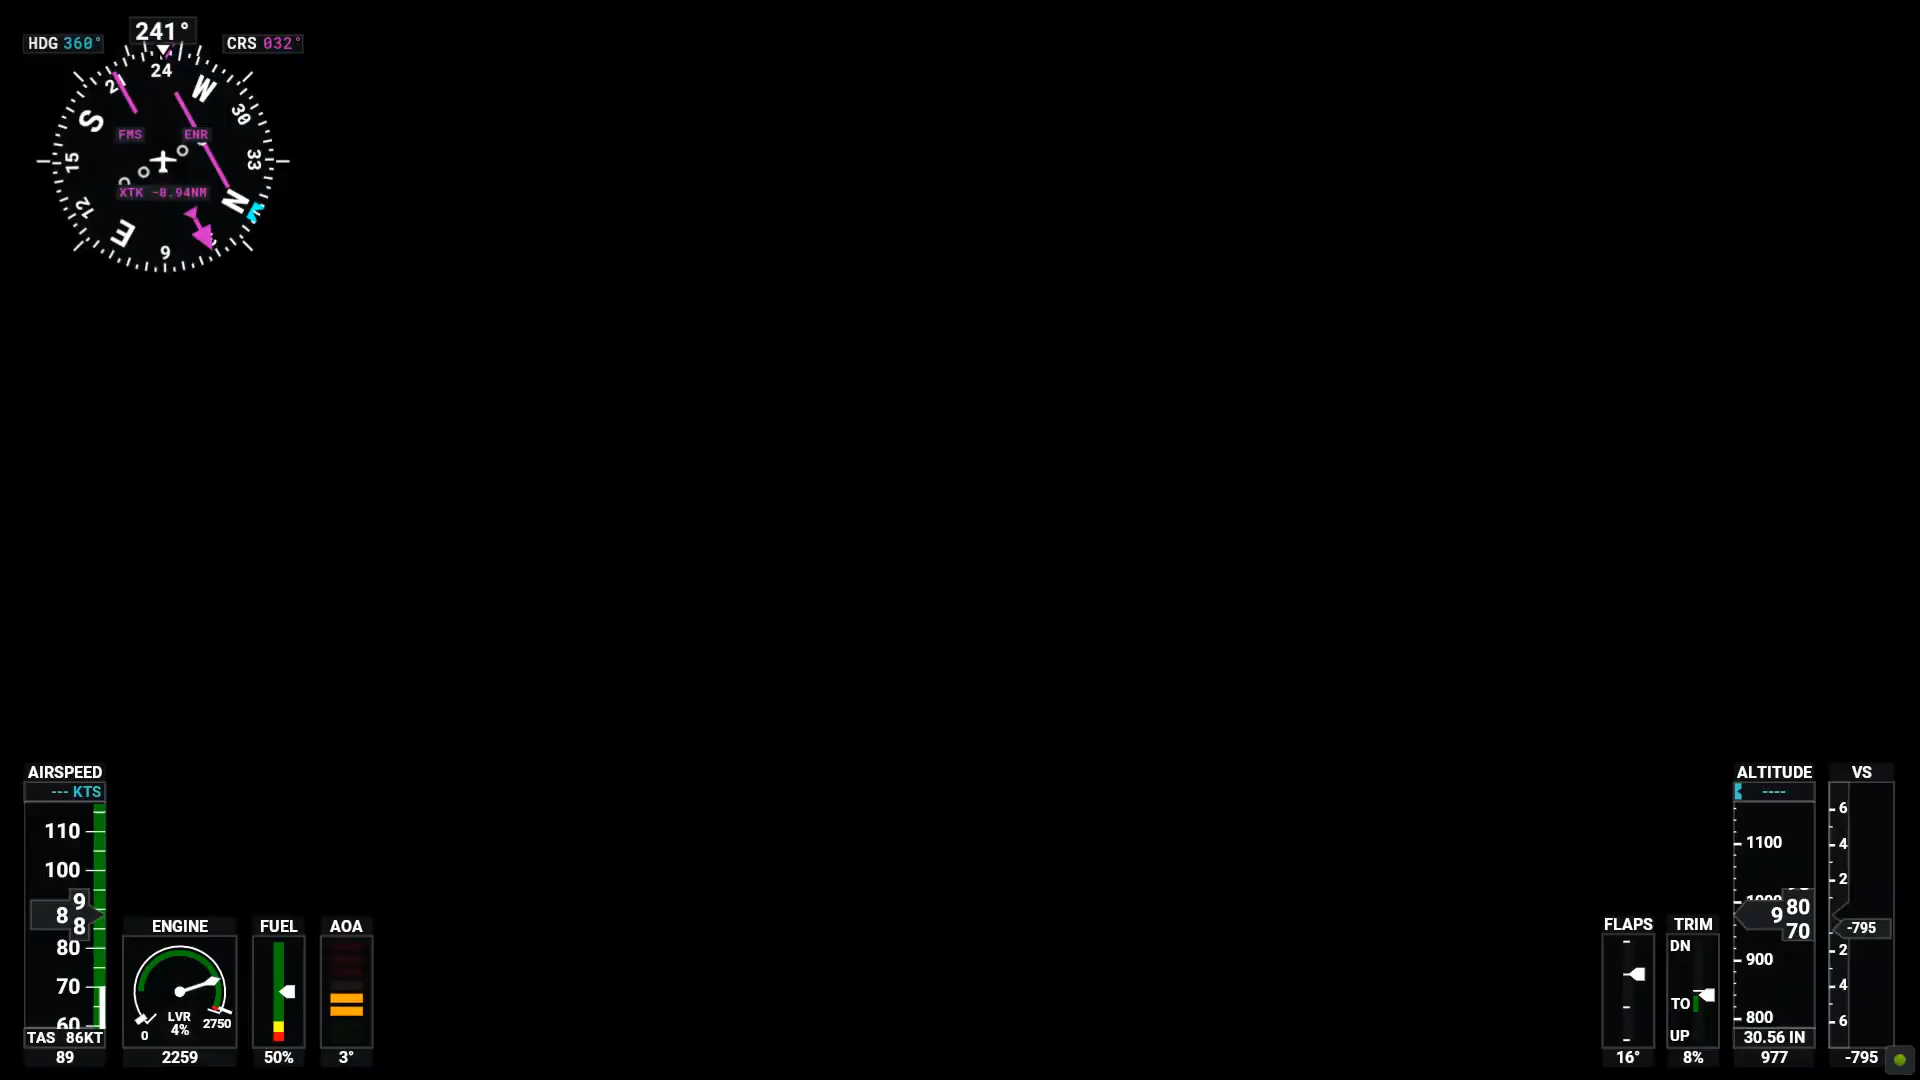 241°
HDG 360°
CRS 032°
24
W
30
33
N
9
E
12
15
S
FMS
ENR
XTK -8.94NM
AIRSPEED
--- KTS
110
100
9
8
8
80
70
60
TAS 86KT
89
ENGINE
LVR
4%
0
2750
2259
FUEL
50%
AOA
3°
FLAPS
16°
TRIM
DN
TO
UP
8%
ALTITUDE
----
1100
1000
9
80
70
900
800
30.56 IN
977
VS
6
4
2
-795
2
4
6
-795